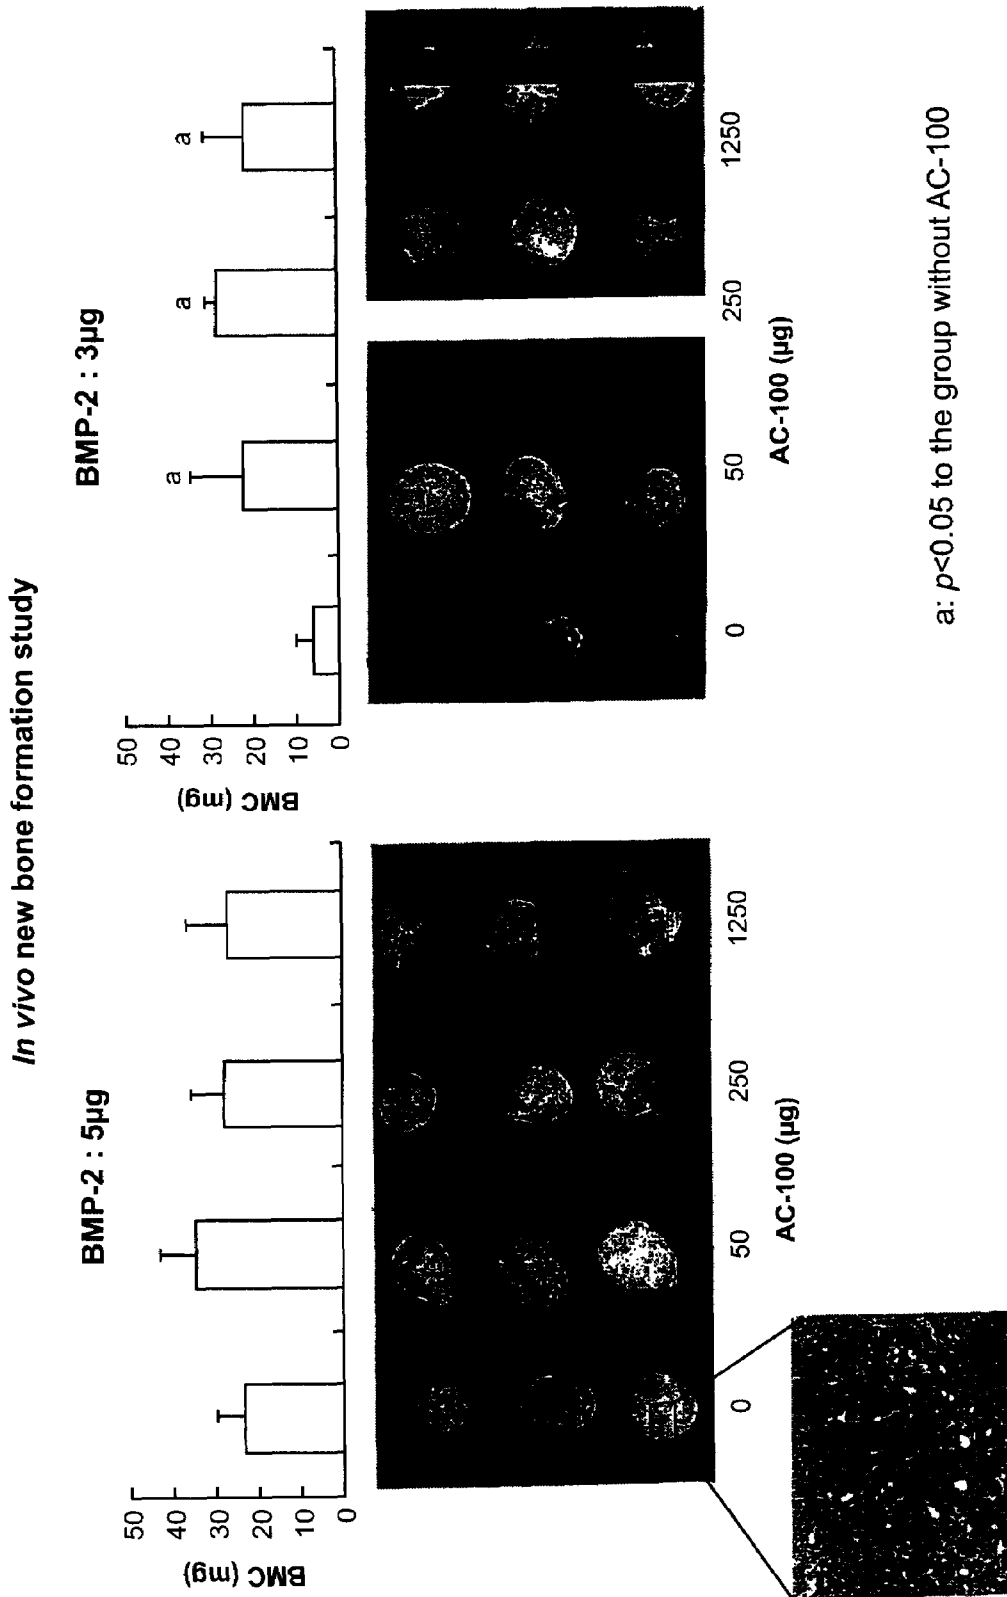 In vivo new bone formation study
BMP-2 : 5µg
BMC (mg)
50
40
30
20
10
0
0
50
250
1250
AC-100 (µg)
BMP-2 : 3µg
BMC (mg)
50
40
30
20
10
0
a
a
a
0
50
250
1250
AC-100 (µg)
a: p<0.05 to the group without AC-100